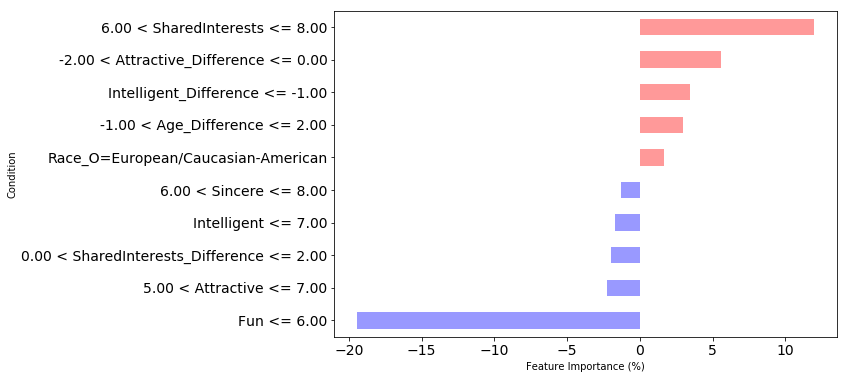 6.00 < SharedInterests <= 8.00
-2.00 < Attractive_Difference <= 0.00
Intelligent_Difference <= -1.00
-1.00 < Age_Difference <= 2.00
Race_O=European/Caucasian-American
6.00 < Sincere <= 8.00
Intelligent <= 7.00
0.00 < SharedInterests_Difference <= 2.00
5.00 < Attractive <= 7.00
Fun <= 6.00
Condition
−20 −15 −10 −5 0 5 10
Feature Importance (%)